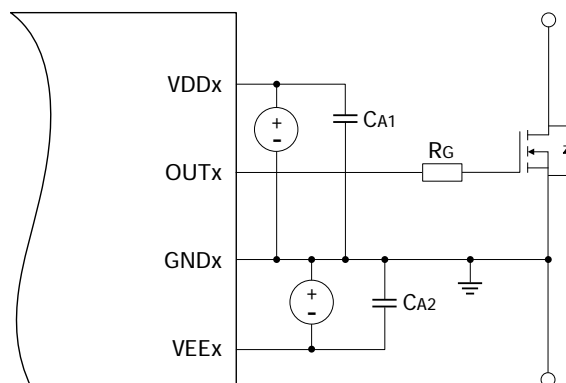 VDDx
+
-
CA1
OUTx
RG
GNDx
+
-
CA2
VEEx